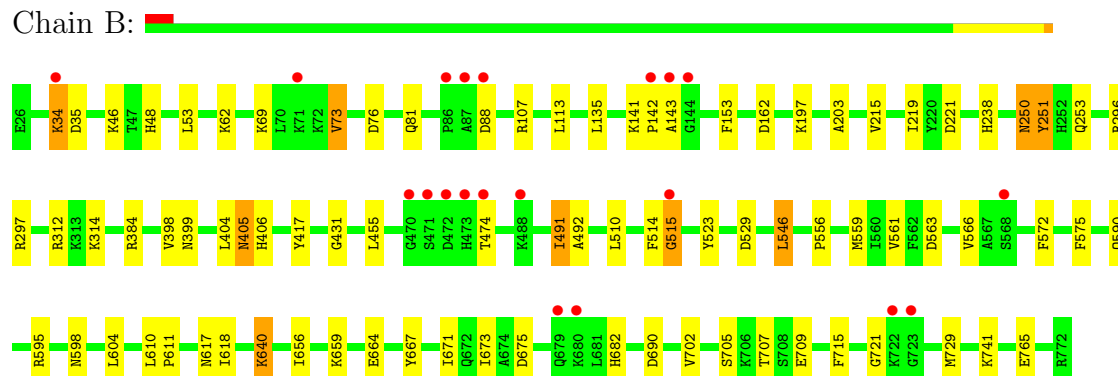 Chain B:
E26 K34 D35 K46 T47 H48 L53 K62 K69 L70 K71 K72 V73 D76 Q81 P86 A87 D88 R107 L113 L135 K141 P142 A143 G144 F153 D162 K197 A203 V215 I219 Y220 D221 H238 N250 Y251 H252 Q253
R297 R312 K313 K314 R384 V398 N399 L404 N405 H406 Y417 G431 L455 G470 S471 D472 H473 T474 K488 I491 A492 L510 F514 G515 Y523 D529 L546 P556 M559 I560 V561 F562 D563 V566 A567 S568 F572 F575
R595 N598 L604 L610 P611 N617 I618 K640 I656 K659 E664 Y667 I671 Q672 I673 A674 D675 Q679 K680 L681 H682 D690 V702 S705 K706 T707 S708 E709 F715 G721 K722 G723 M729 K741 E765 R772